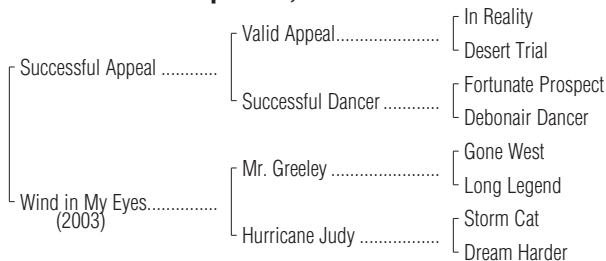 In Reality
Valid Appeal....................
Desert Trial
Successful Appeal ...........
Fortunate Prospect
Successful Dancer ...........
Debonair Dancer
Gone West
Mr. Greeley .....................
Long Legend
Wind in My Eyes..............
(2003)
Storm Cat
Hurricane Judy ................
Dream Harder